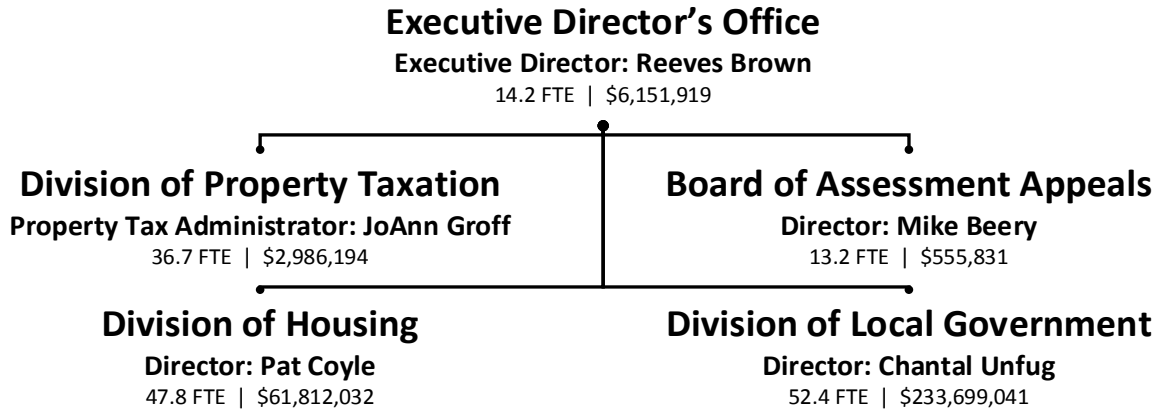 Executive Director’s Office
Executive Director: Reeves Brown
14.2 FTE | $6,151,919
Division of Property Taxation
Property Tax Administrator: JoAnn Groff
36.7 FTE | $2,986,194
Board of Assessment Appeals
Director: Mike Beery
13.2 FTE | $555,831
Division of Housing
Director: Pat Coyle
47.8 FTE | $61,812,032
Division of Local Government
Director: Chantal Unfug
52.4 FTE | $233,699,041